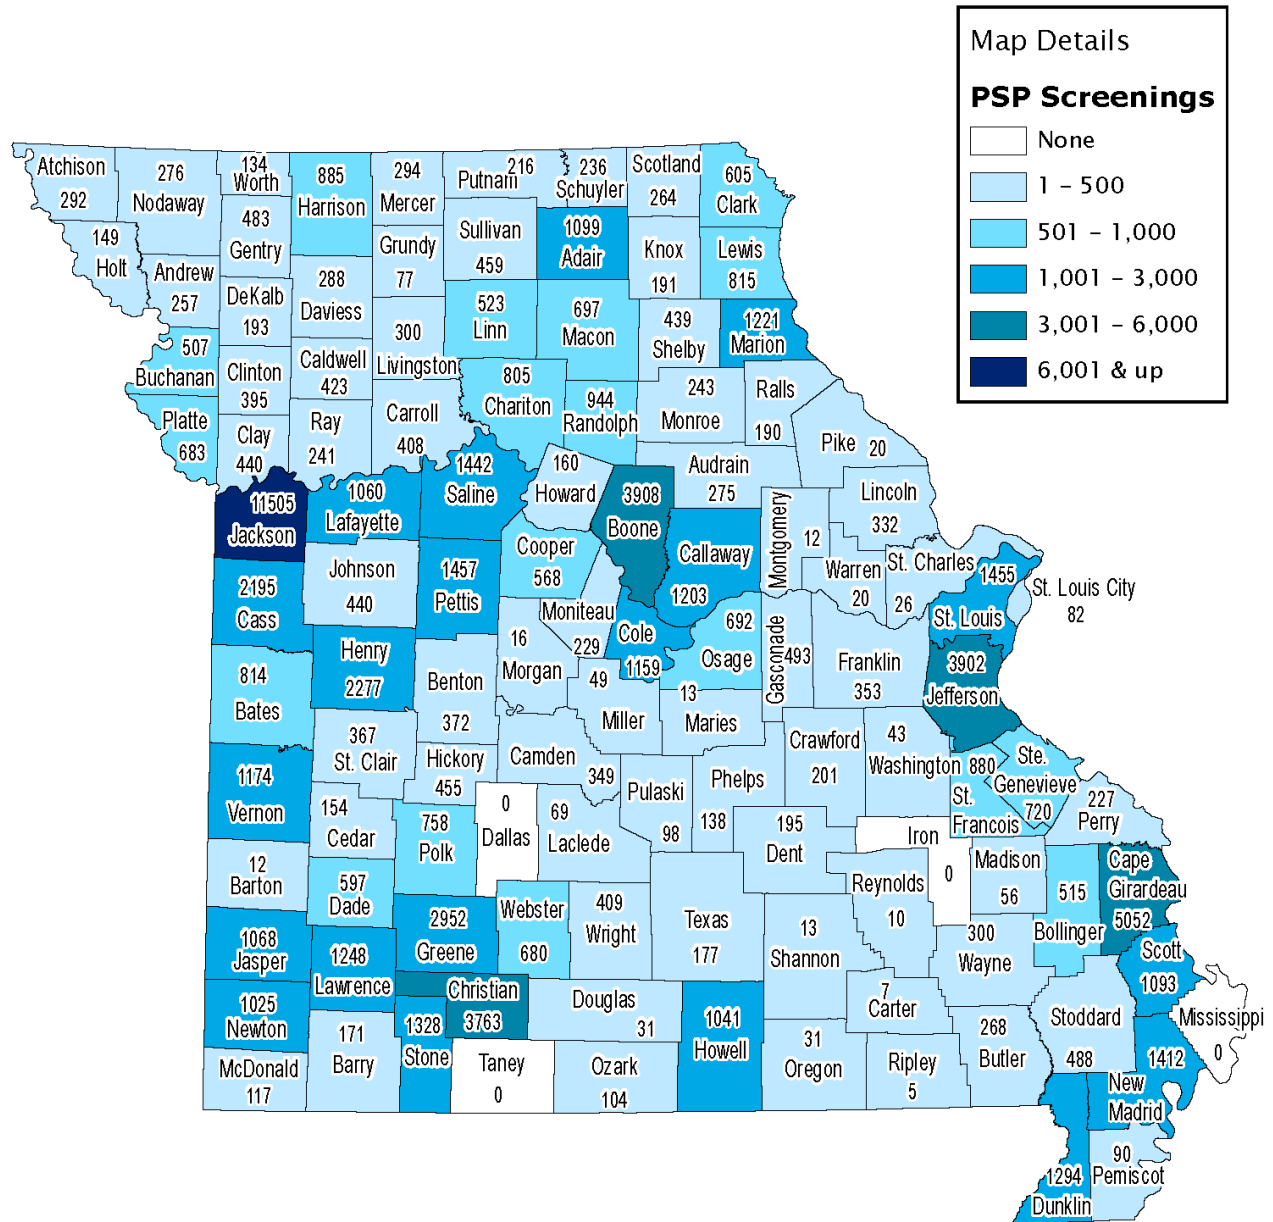 Map Details
PSP Screenings
None
1 – 500
501 – 1,000
1,001 – 3,000
3,001 – 6,000
6,001 & up
Atchison
292
276
Nodaway
134
Worth
885
Harrison
294
Mercer
216
Putnam
236
Schuyler
Scotland
264
605
Clark
149
Holt
Andrew
257
483
Gentry
Grundy
77
Sullivan
459
1099
Adair
Knox
191
Lewis
815
DeKalb
193
288
Daviess
300
Livingston
523
Linn
697
Macon
439
Shelby
1221
Marion
507
Buchanan
Clinton
395
Caldwell
423
805
Chariton
944
Randolph
243
Monroe
Ralls
190
Platte
683
Clay
440
Ray
241
Carroll
408
Pike 20
Audrain
275
11505
Jackson
1060
Lafayette
1442
Saline
160
Howard
3908
Boone
Callaway
1203
Montgomery
12
Lincoln
332
Warren
20
St. Charles
26
1455
St. Louis
St. Louis City
82
2195
Cass
Johnson
440
1457
Pettis
Cooper
568
Moniteau
229
Cole
1159
692
Osage
Gasconade
493
Franklin
353
3902
Jefferson
814
Bates
Henry
2277
Benton
372
16
Morgan
49
Miller
13
Maries
367
St. Clair
Hickory
455
Camden
349
Pulaski
98
Phelps
138
Crawford
201
43
Washington
880
St.
Francois
Ste.
Genevieve
720
227
Perry
1174
Vernon
154
Cedar
758
Polk
0
Dallas
69
Laclede
195
Dent
Iron
0
Madison
56
515
Bollinger
Cape
Girardeau
5052
12
Barton
597
Dade
2952
Greene
Webster
680
409
Wright
Texas
177
13
Shannon
Reynolds
10
300
Wayne
Scott
1093
1068
Jasper
1248
Lawrence
Christian
3763
Douglas
31
1041
Howell
7
Carter
Stoddard
488
Mississippi
0
1025
Newton
171
Barry
1328
Stone
Taney
0
Ozark
104
31
Oregon
Ripley
5
268
Butler
1412
New
Madrid
McDonald
117
90
Pemiscot
1294
Dunklin